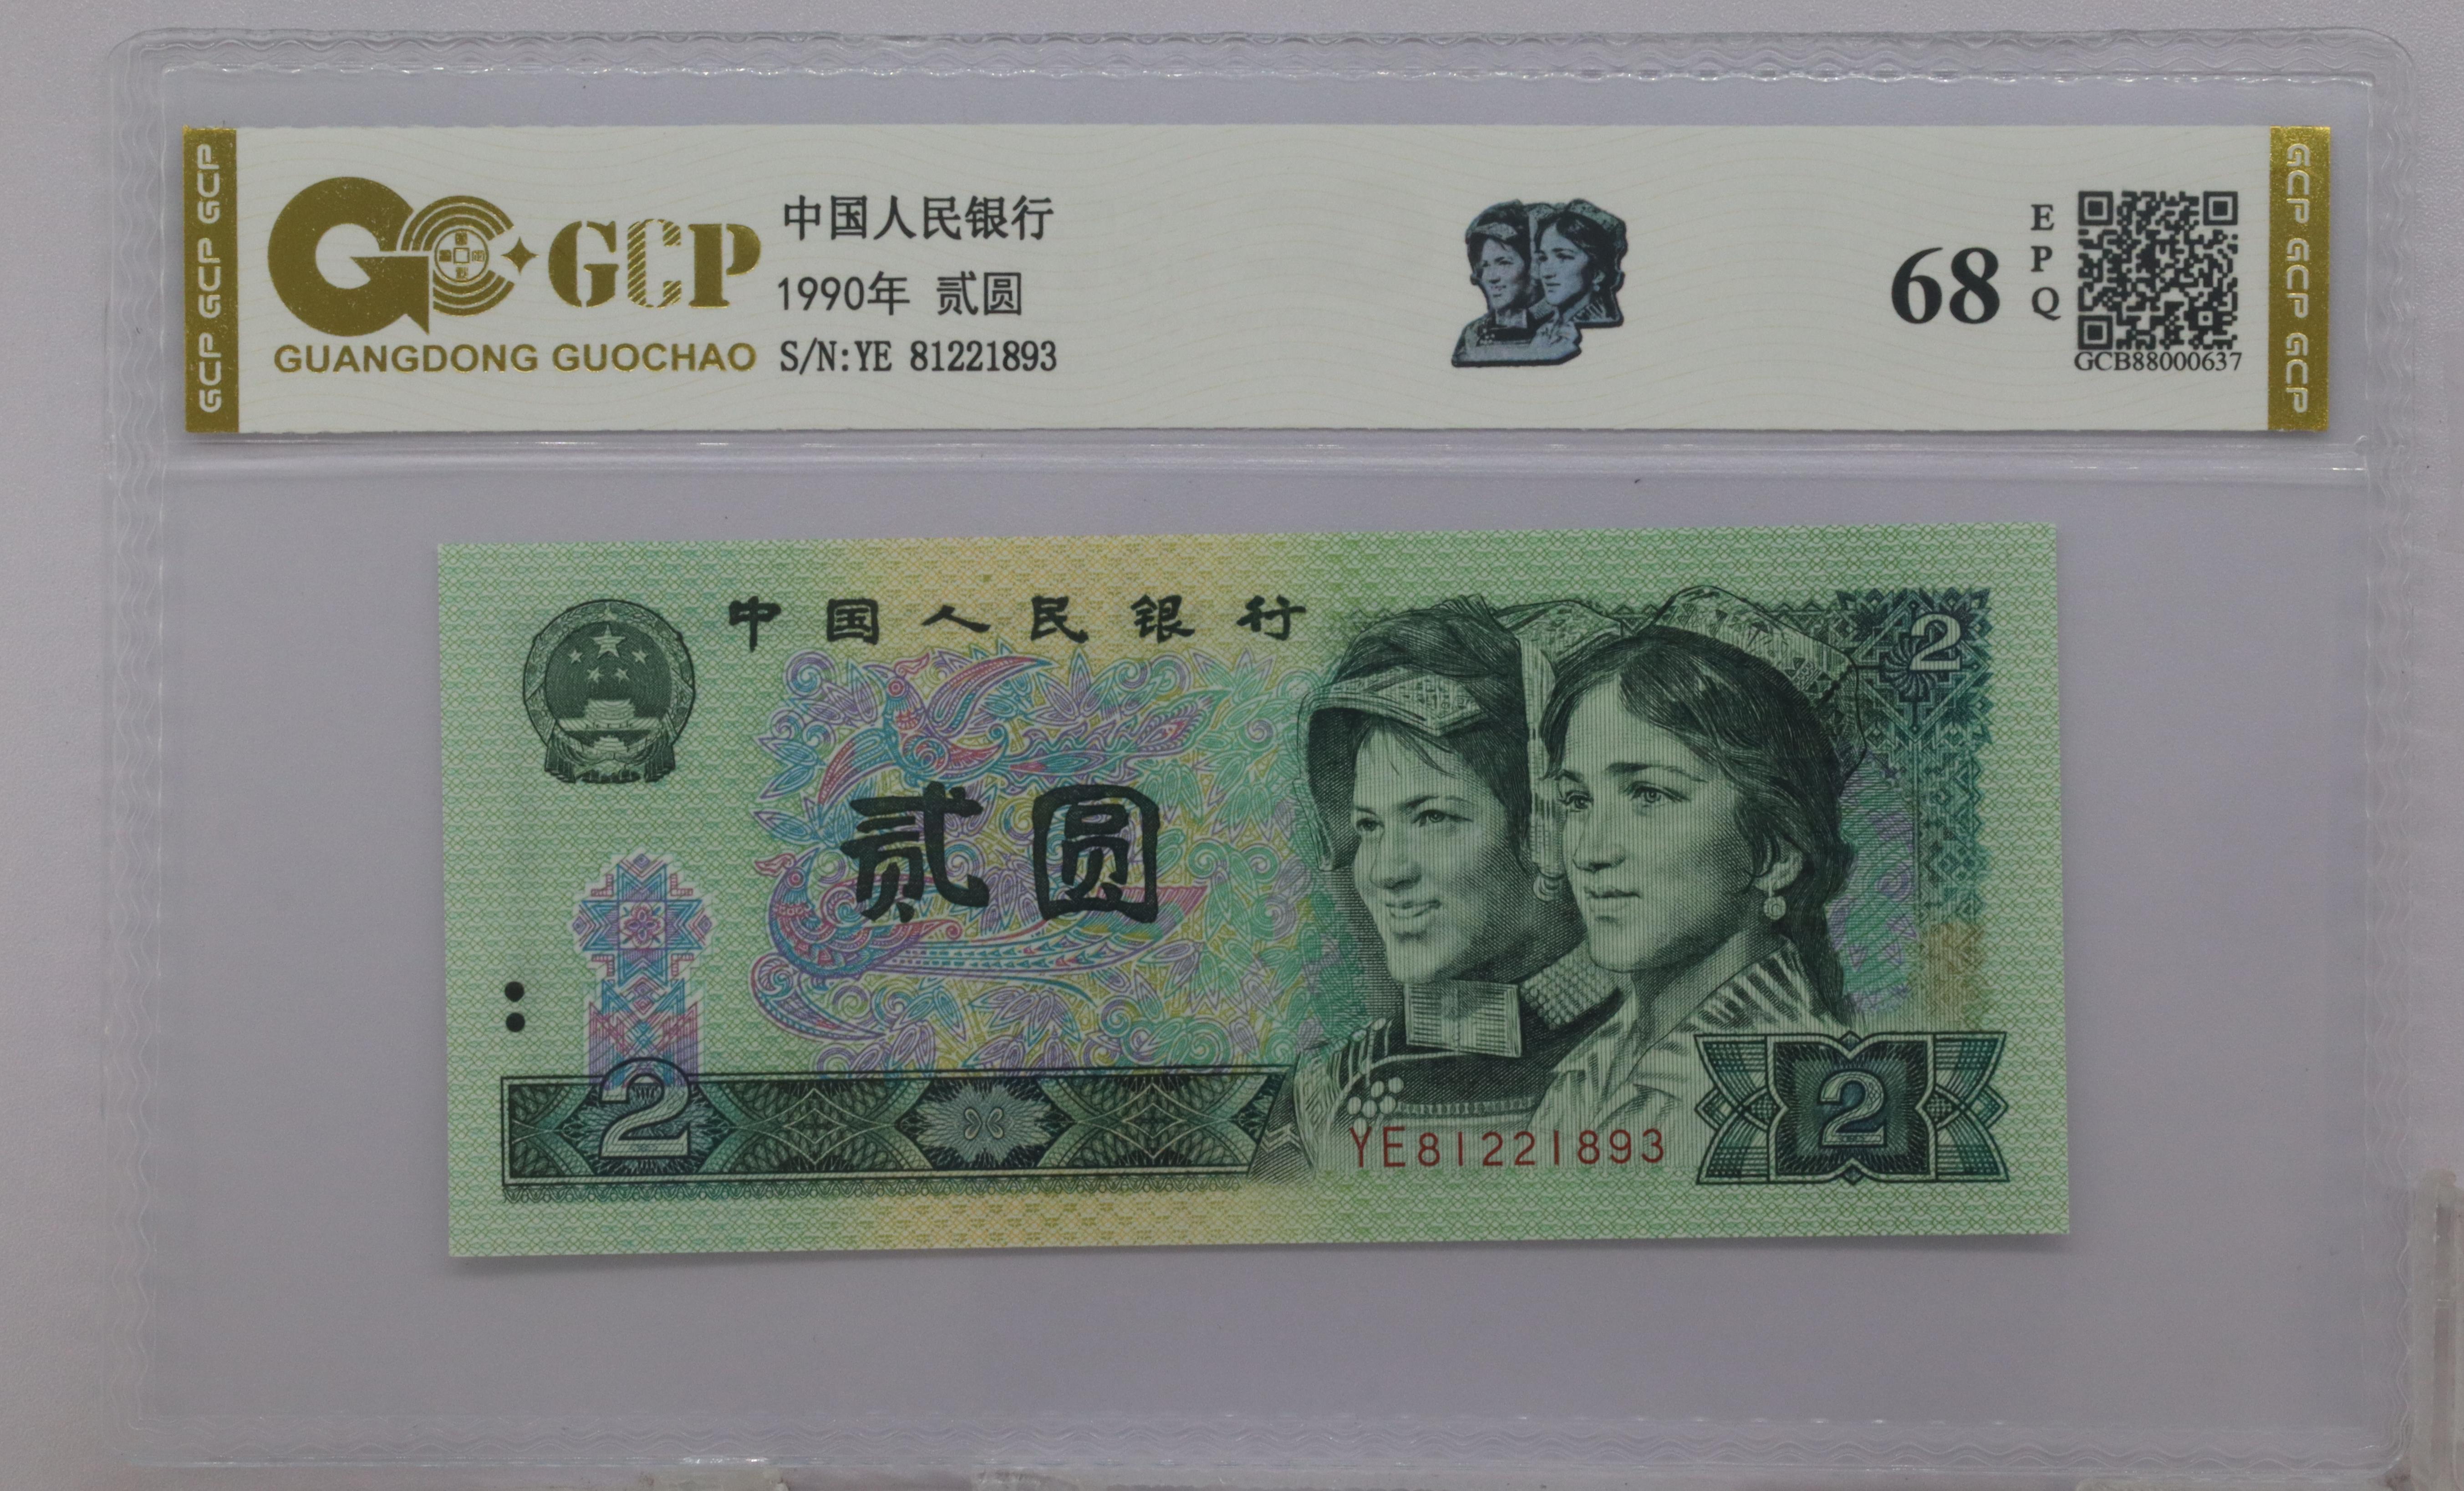 GCP GCP GCP
GCP
GUANGDONG GUOCHAO
中国人民银行
1990年 贰圆
S/N:YE 81221893
68
EPQ
GCB88000637
GCP GCP GCP
中国人民银行
2
贰圆
2
YE81221893
2